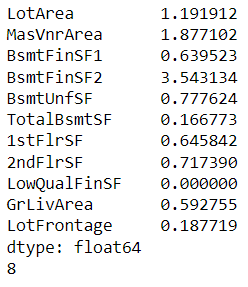 LotArea 1.191912
MasVnrArea 1.877102
BsmtFinSF1 0.639523
BsmtFinSF2 3.543134
BsmtUnfSF 0.777624
TotalBsmtSF 0.166773
1stFlrSF 0.645842
2ndFlrSF 0.717390
LowQualFinSF 0.000000
GrLivArea 0.592755
LotFrontage 0.187719
dtype: float64
8